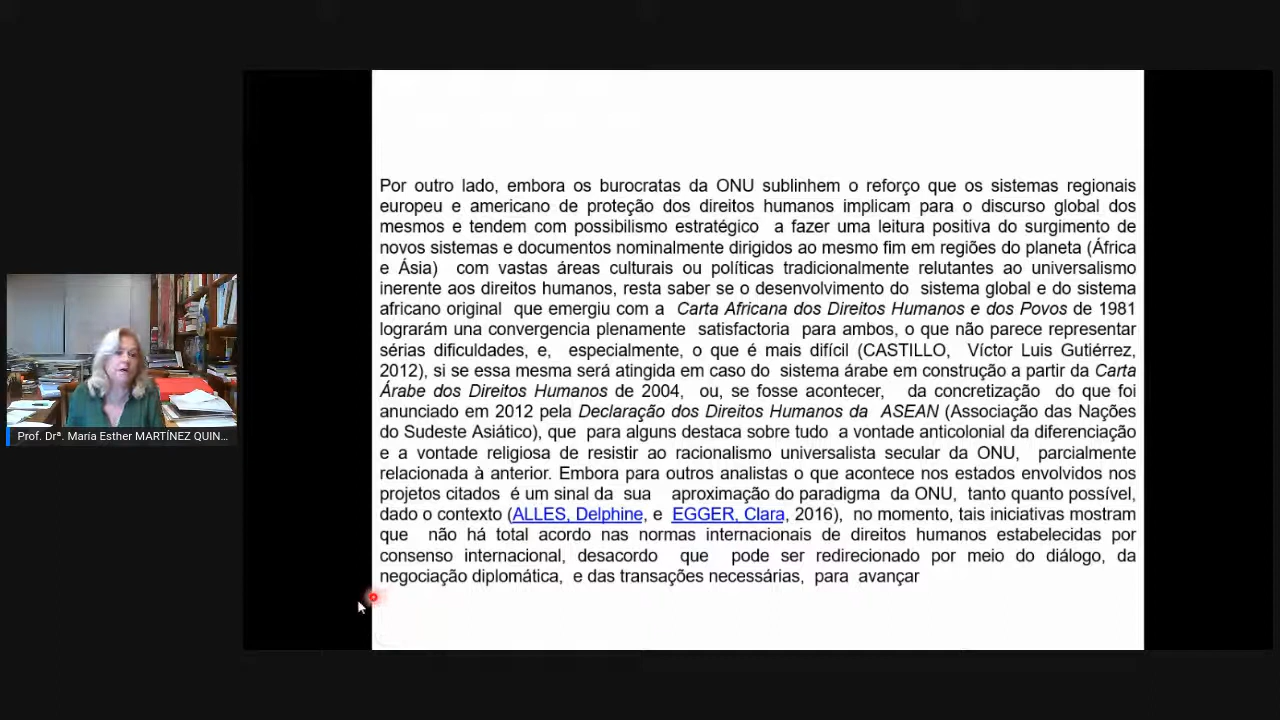 Por outro lado, embora os burocratas da ONU sublinhem o reforço que os sistemas regionais
europeu e americano de proteção dos direitos humanos implicam para o discurso global dos
mesmos e tendem com possibilismo estratégico a fazer uma leitura positiva do surgimento de
novos sistemas e documentos nominalmente dirigidos ao mesmo fim em regiões do planeta (África
e Ásia) com vastas áreas culturais ou políticas tradicionalmente relutantes ao universalismo
inerente aos direitos humanos, resta saber se o desenvolvimento do sistema global e do sistema
africano original que emergiu com a Carta Africana dos Direitos Humanos e dos Povos de 1981
lograrám una convergencia plenamente satisfactoria para ambos, o que não parece representar
sérias dificuldades, e, especialmente, o que é mais difícil (CASTILLO, Víctor Luis Gutiérrez,
2012), si se essa mesma será atingida em caso do sistema árabe em construção a partir da Carta
Árabe dos Direitos Humanos de 2004, ou, se fosse acontecer, da concretização do que foi
anunciado em 2012 pela Declaração dos Direitos Humanos da ASEAN (Associação das Nações
do Sudeste Asiático), que para alguns destaca sobre tudo a vontade anticolonial da diferenciação
e a vontade religiosa de resistir ao racionalismo universalista secular da ONU, parcialmente
relacionada à anterior. Embora para outros analistas o que acontece nos estados envolvidos nos
projetos citados é um sinal da sua aproximação do paradigma da ONU, tanto quanto possível,
dado o contexto (ALLES, Delphine, e EGGER, Clara, 2016), no momento, tais iniciativas mostram
que não há total acordo nas normas internacionais de direitos humanos estabelecidas por
consenso internacional, desacordo que pode ser redirecionado por meio do diálogo, da
negociação diplomática, e das transações necessárias, para avançar
Prof. Drª. María Esther MARTÍNEZ QUIN...